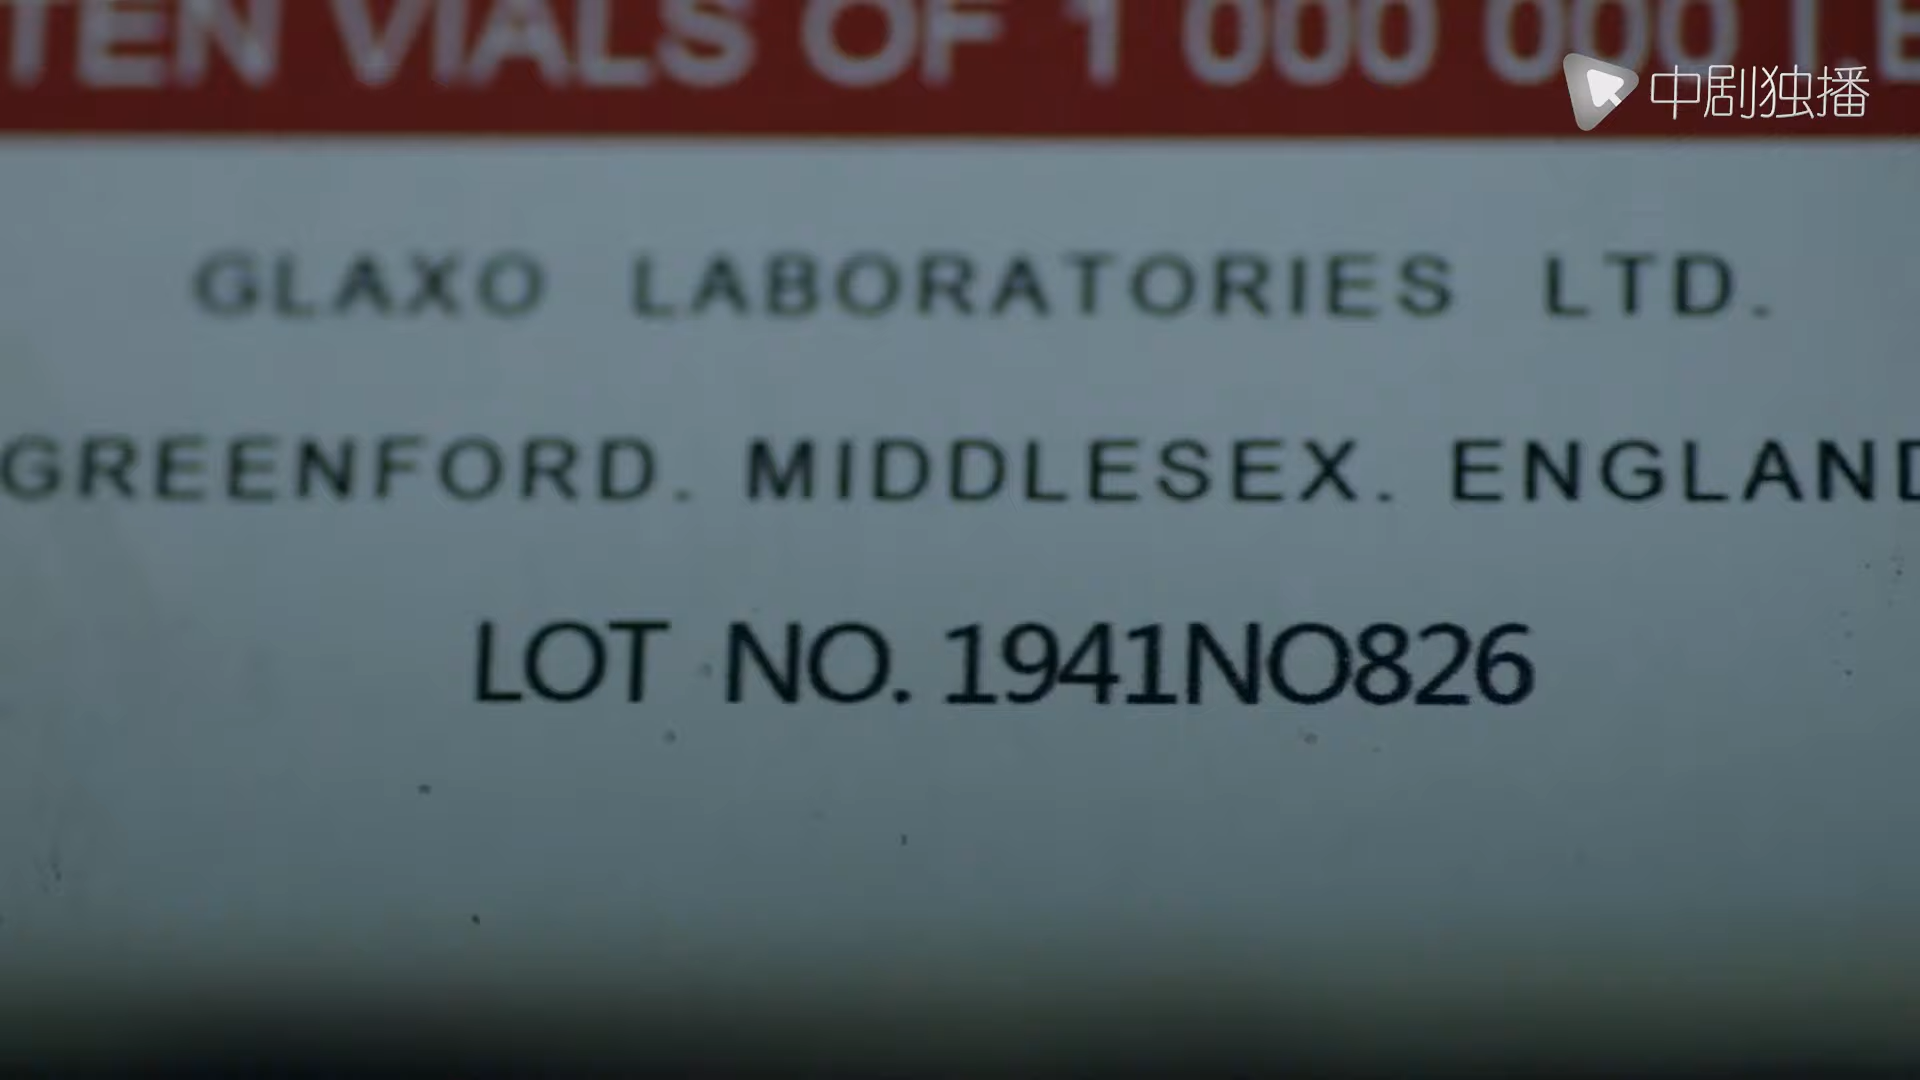 TEN VIALS OF 1 000 000 I.E
中剧独播
GLAXO LABORATORIES LTD.
GREENFORD. MIDDLESEX. ENGLAND
LOT NO. 1941NO826